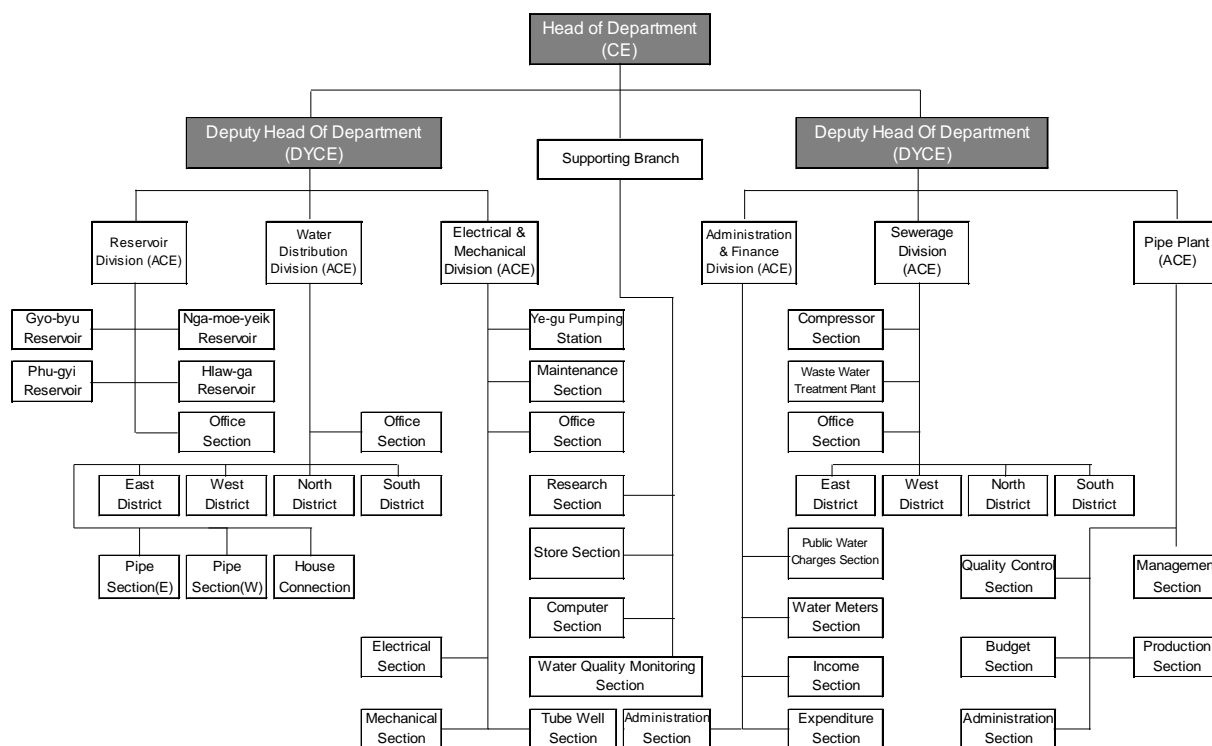 Head of Department
(CE)
Deputy Head Of Department
(DYCE)
Supporting Branch
Deputy Head Of Department
(DYCE)
Reservoir
Division (ACE)
Water
Distribution
Division (ACE)
Electrical &
Mechanical
Division (ACE)
Administration
& Finance
Division (ACE)
Sewerage
Division
(ACE)
Pipe Plant
(ACE)
Gyo-byu
Reservoir
Nga-moe-yeik
Reservoir
Ye-gu Pumping
Station
Compressor
Section
Phu-gyi
Reservoir
Hlaw-ga
Reservoir
Maintenance
Section
Waste Water
Treatment Plant
Office
Section
Office
Section
Office
Section
Office
Section
East
District
West
District
North
District
South
District
Research
Section
East
District
West
District
North
District
South
District
Pipe
Section(E)
Pipe
Section(W)
House
Connection
Store Section
Public Water
Charges Section
Quality Control
Section
Management
Section
Computer
Section
Water Meters
Section
Electrical
Section
Water Quality Monitoring
Section
Income
Section
Budget
Section
Production
Section
Mechanical
Section
Tube Well
Section
Administration
Section
Expenditure
Section
Administration
Section